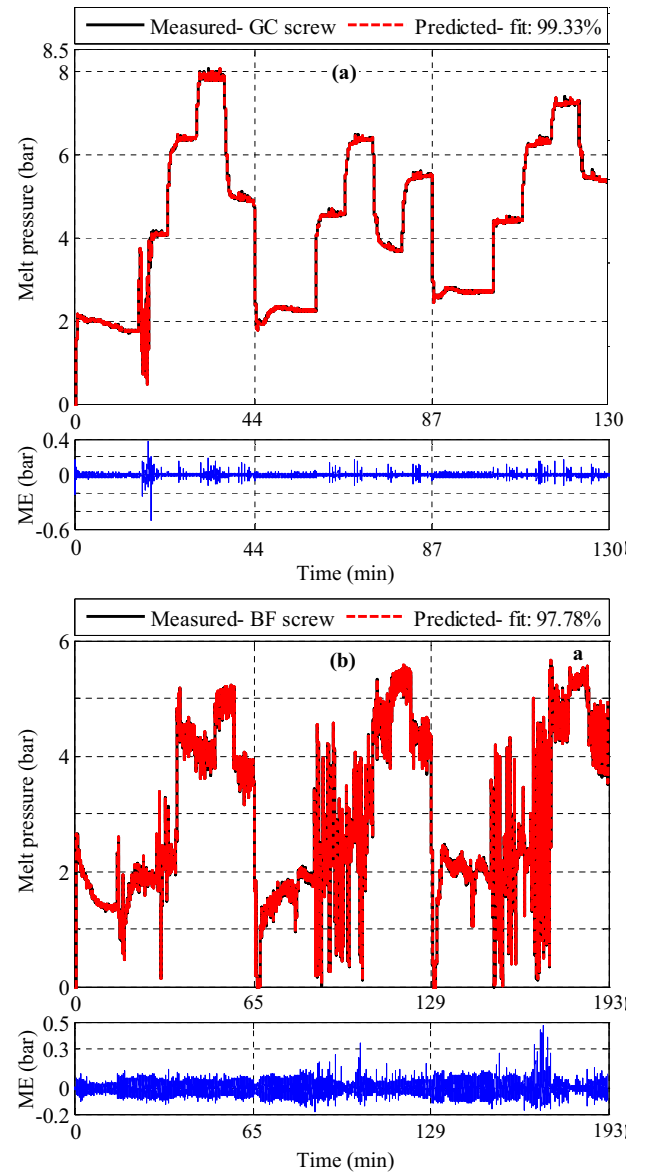 Measured- GC screw Predicted- fit: 99.33%
8.5
(a)
8
6
4
2
0
Melt pressure (bar)
0 44 87 130
0.4
0
-0.6
ME (bar)
0 44 87 130
Time (min)
Measured- BF screw Predicted- fit: 97.78%
6
(b) a
4
2
0
Melt pressure (bar)
0 65 129 193
0.5
0.3
0
-0.2
ME (bar)
0 65 129 193
Time (min)